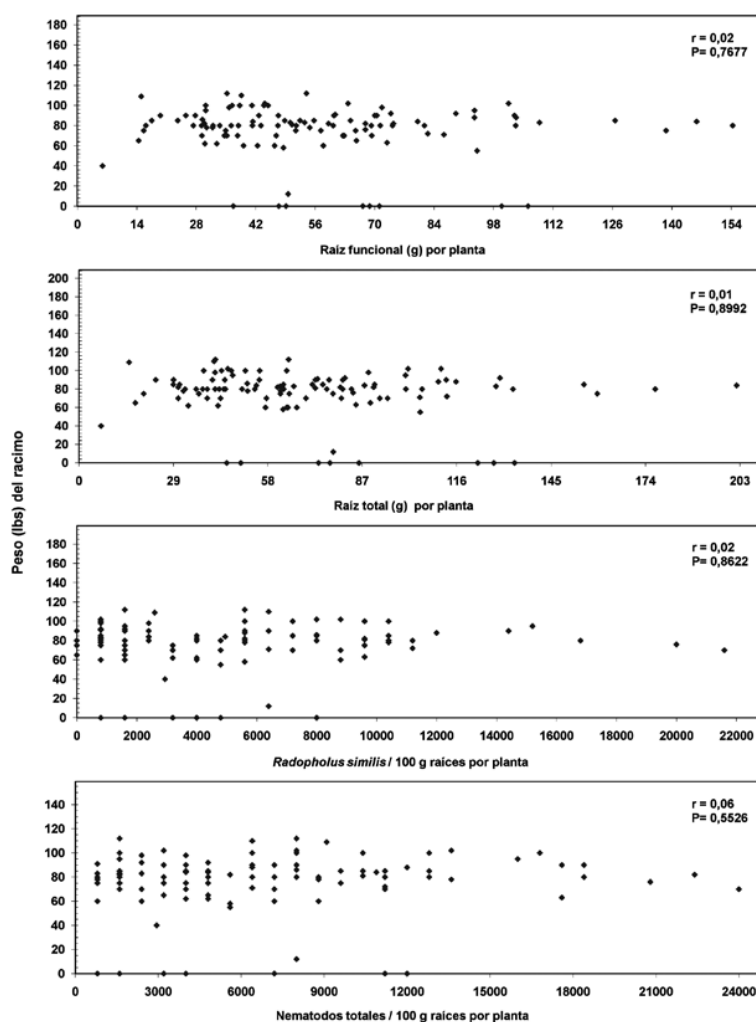 Peso (lbs) del racimo
180
160
140
120
100
80
60
40
20
0
r = 0,02
P= 0,7677
0 14 28 42 56 70 84 98 112 126 140 154
Raíz funcional (g) por planta
200
180
160
140
120
100
80
60
40
20
0
r = 0,01
P= 0,8992
0 29 58 87 116 145 174 203
Raiz total (g) por planta
180
160
140
120
100
80
60
40
20
0
r = 0,02
P= 0,8622
0 2000 4000 6000 8000 10000 12000 14000 16000 18000 20000 22000
Radopholus similis / 100 g raíces por planta
140
120
100
80
60
40
20
0
r = 0,06
P= 0,5526
0 3000 6000 9000 12000 15000 18000 21000 24000
Nematodos totales / 100 g raíces por planta